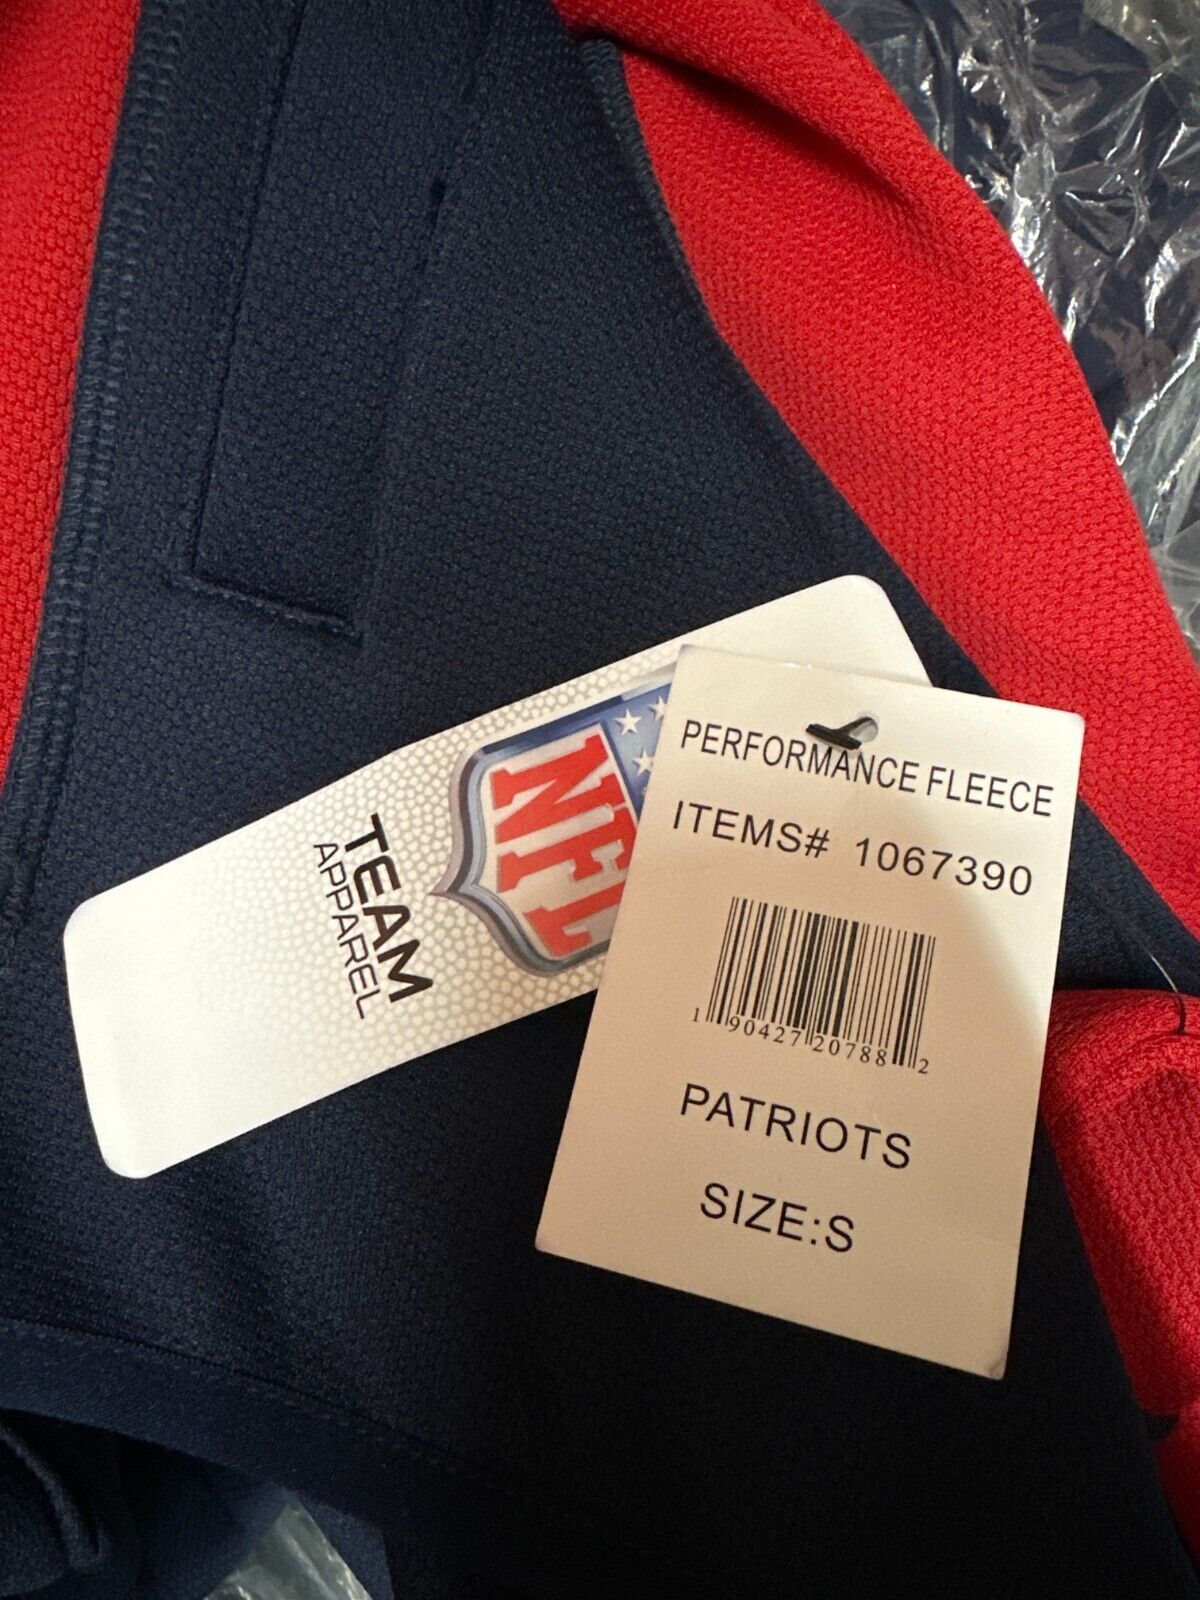 NFL
TEAM
APPAREL
PERFORMANCE FLEECE
ITEMS# 1067390
1 90427 20788 2
PATRIOTS
SIZE:S